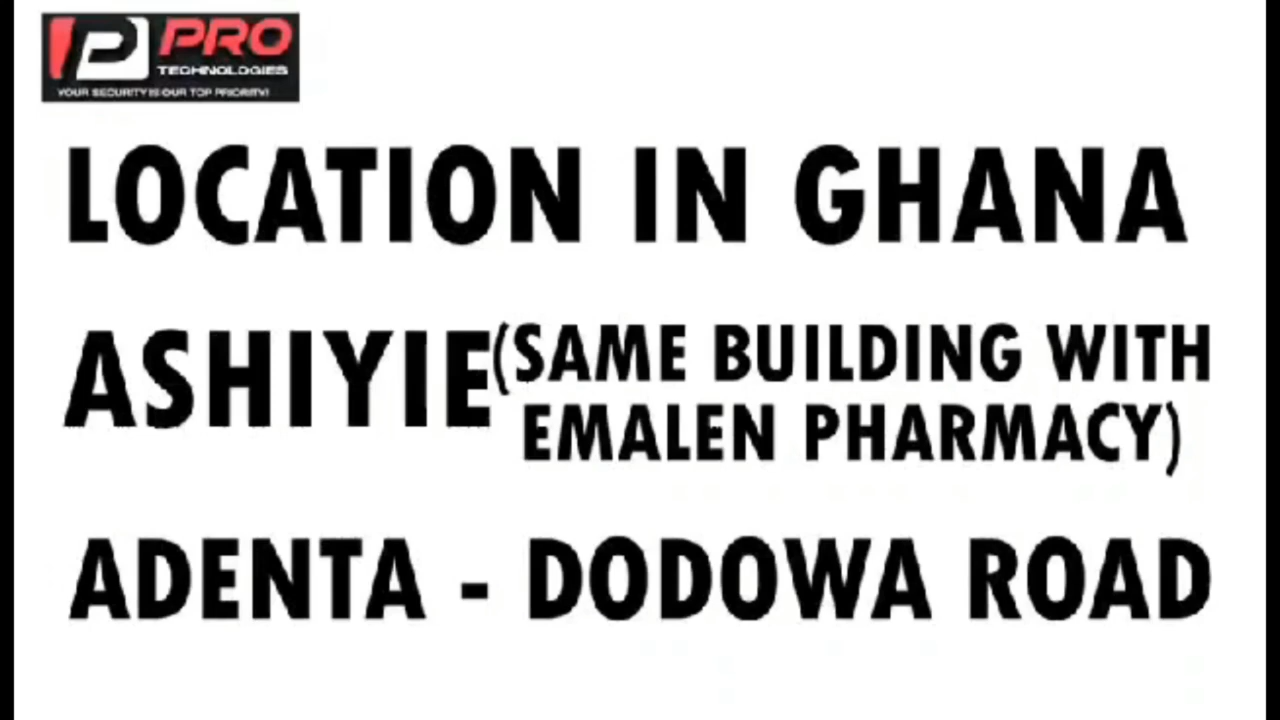 PRO
TECHNOLOGIES
YOUR SECURITY IS OUR TOP PRIORITY!
LOCATION IN GHANA
ASHIYIE (SAME BUILDING WITH
EMALEN PHARMACY)
ADENTA - DODOWA ROAD